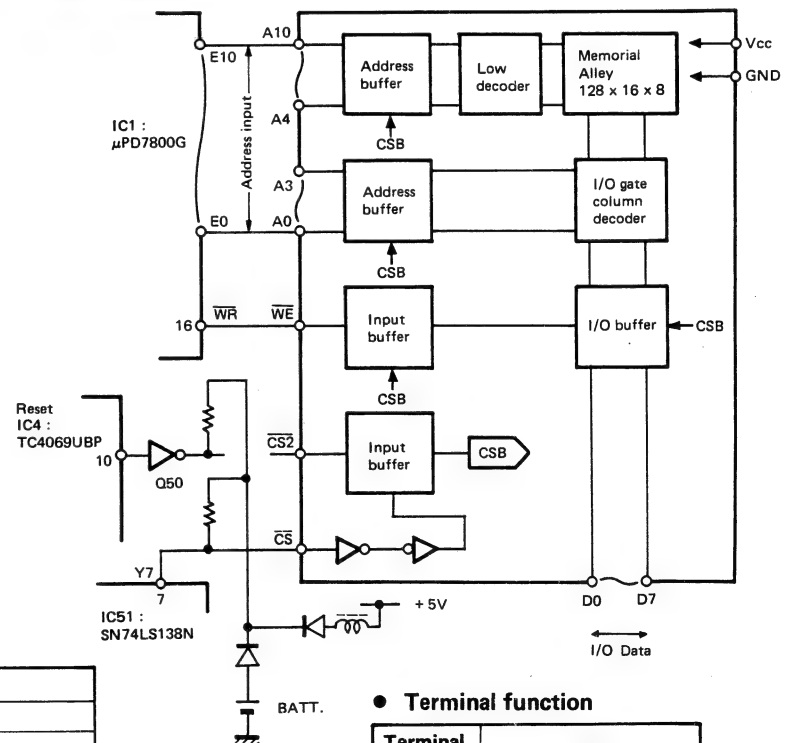 A10
E10
A4
A3
E0
A0
Address input
IC1 :
μPD7800G
Address
buffer
Low
decoder
Memorial
Alley
128 x 16 x 8
Vcc
GND
CSB
Address
buffer
I/O gate
column
decoder
CSB
16
WR
WE
Input
buffer
I/O buffer
CSB
CSB
Reset
IC4 :
TC4069UBP
10
Q50
CS2
Input
buffer
CSB
CS
Y7
7
IC51 :
SN74LS138N
+ 5V
D0
D7
I/O Data
BATT.
● Terminal function
Terminal